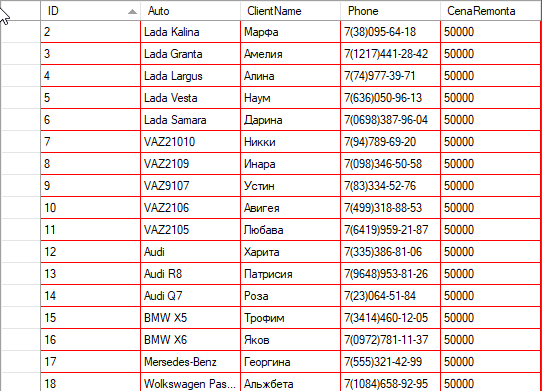 ID Auto ClientName Phone CenaRemonta
2 Lada Kalina Марфа 7(38)095-64-18 50000
3 Lada Granta Амелия 7(1217)441-28-42 50000
4 Lada Largus Алина 7(74)977-39-71 50000
5 Lada Vesta Наум 7(636)050-96-13 50000
6 Lada Samara Дарина 7(0698)387-96-04 50000
7 VAZ21010 Никки 7(94)789-69-20 50000
8 VAZ2109 Инара 7(098)346-50-58 50000
9 VAZ9107 Устин 7(83)334-52-76 50000
10 VAZ2106 Авигея 7(499)318-88-53 50000
11 VAZ2105 Любава 7(6419)959-21-87 50000
12 Audi Харита 7(335)386-81-06 50000
13 Audi R8 Патрисия 7(9648)953-81-26 50000
14 Audi Q7 Роза 7(23)064-51-84 50000
15 BMW X5 Трофим 7(3414)460-12-05 50000
16 BMW X6 Яков 7(0972)781-11-37 50000
17 Mersedes-Benz Георгина 7(555)321-42-99 50000
18 Wolkswagen Pas... Альжбета 7(1084)658-92-95 50000